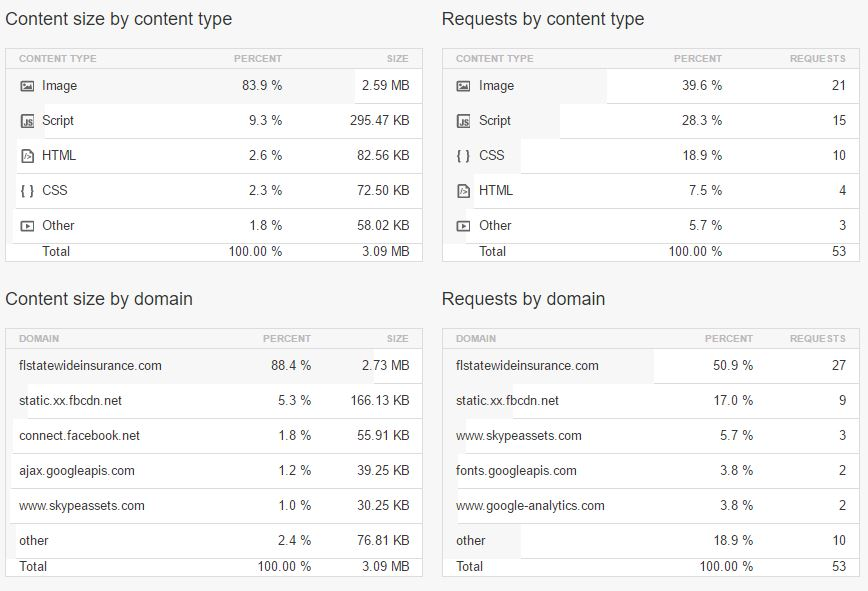 Content size by content type
CONTENT TYPE PERCENT SIZE
Image 83.9 % 2.59 MB
Script 9.3 % 295.47 KB
HTML 2.6 % 82.56 KB
CSS 2.3 % 72.50 KB
Other 1.8 % 58.02 KB
Total 100.00 % 3.09 MB
Requests by content type
CONTENT TYPE PERCENT REQUESTS
Image 39.6 % 21
JS Script 28.3 % 15
{ } CSS 18.9 % 10
HTML 7.5 % 4
Other 5.7 % 3
Total 100.00 % 53
Content size by domain
DOMAIN PERCENT SIZE
flstatewideinsurance.com 88.4 % 2.73 MB
static.xx.fbcdn.net 5.3 % 166.13 KB
connect.facebook.net 1.8 % 55.91 KB
ajax.googleapis.com 1.2 % 39.25 KB
www.skypeassets.com 1.0 % 30.25 KB
other 2.4 % 76.81 KB
Total 100.00 % 3.09 MB
Requests by domain
DOMAIN PERCENT REQUESTS
flstatewideinsurance.com 50.9 % 27
static.xx.fbcdn.net 17.0 % 9
www.skypeassets.com 5.7 % 3
fonts.googleapis.com 3.8 % 2
www.google-analytics.com 3.8 % 2
other 18.9 % 10
Total 100.00 % 53